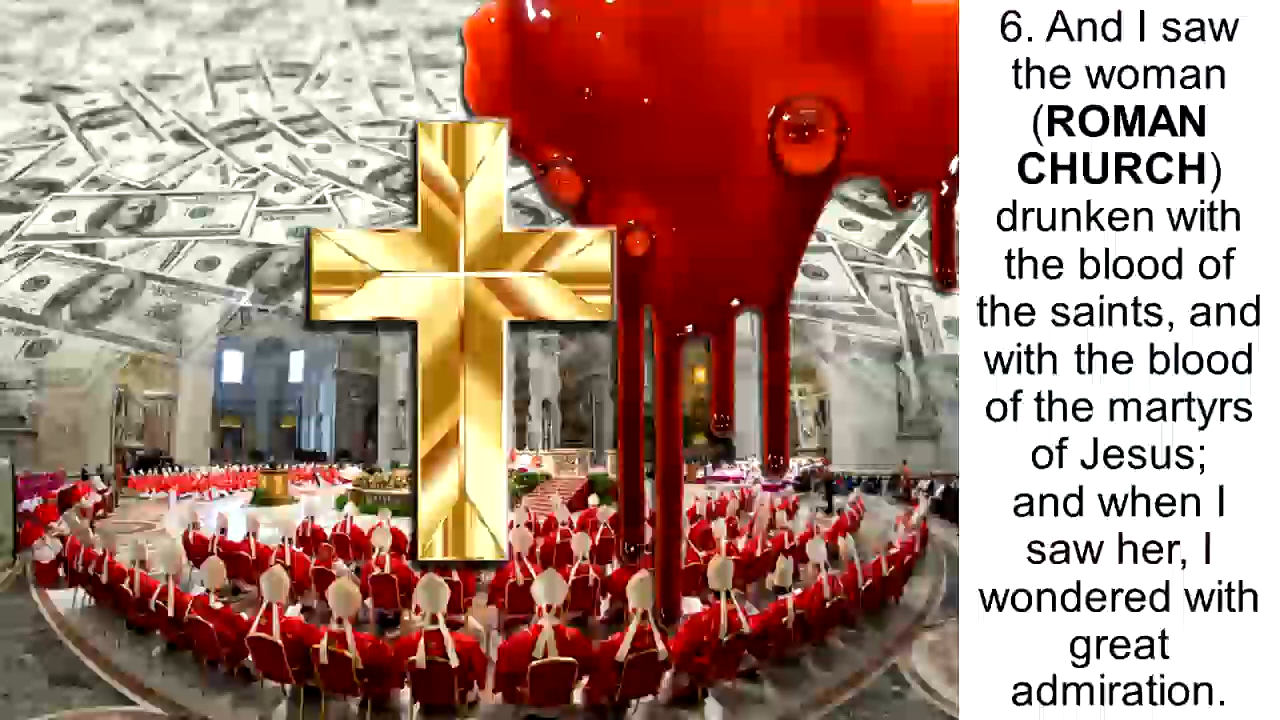 6. And I saw
the woman
(ROMAN
CHURCH)
drunken with
the blood of
the saints, and
with the blood
of the martyrs
of Jesus;
and when I
saw her, I
wondered with
great
admiration.